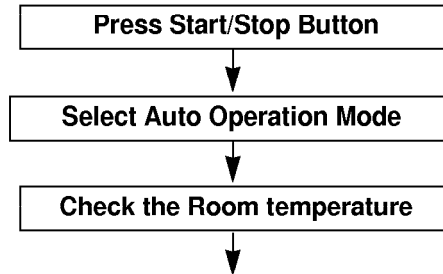 Press Start/Stop Button
Select Auto Operation Mode
Check the Room temperature